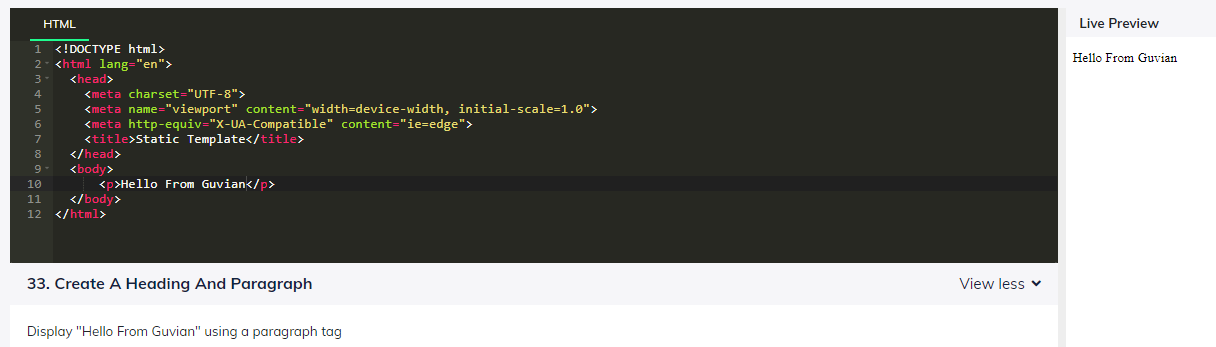 HTML
Live Preview
1 <!DOCTYPE html>
2 <html lang="en">
3 <head>
4 <meta charset="UTF-8">
5 <meta name="viewport" content="width=device-width, initial-scale=1.0">
6 <meta http-equiv="X-UA-Compatible" content="ie=edge">
7 <title>Static Template</title>
8 </head>
9 <body>
10 <p>Hello From Guvian</p>
11 </body>
12 </html>
Hello From Guvian
33. Create A Heading And Paragraph View less
Display "Hello From Guvian" using a paragraph tag